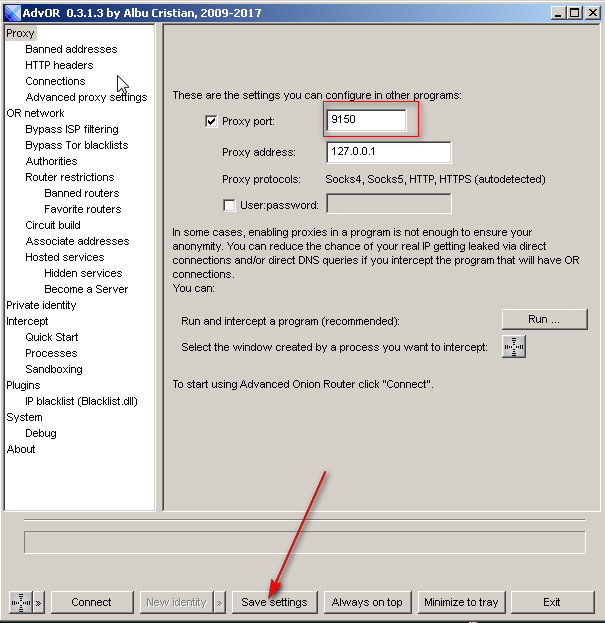 AdvOR 0.3.1.3 by Albu Cristian, 2009-2017
Proxy
Banned addresses
HTTP headers
Connections
Advanced proxy settings
OR network
Bypass ISP filtering
Bypass Tor blacklists
Authorities
Router restrictions
Banned routers
Favorite routers
Circuit build
Associate addresses
Hosted services
Hidden services
Become a Server
Private identity
Intercept
Quick Start
Processes
Sandboxing
Plugins
IP blacklist (Blacklist.dll)
System
Debug
About
These are the settings you can configure in other programs:
Proxy port: 9150
Proxy address: 127.0.0.1
Proxy protocols: Socks4, Socks5, HTTP, HTTPS (autodetected)
User:password:
In some cases, enabling proxies in a program is not enough to ensure your
anonymity. You can reduce the chance of your real IP getting leaked via direct
connections and/or direct DNS queries if you intercept the program that will have OR
connections.
You can:
Run and intercept a program (recommended): Run ...
Select the window created by a process you want to intercept:
To start using Advanced Onion Router click "Connect".
» Connect New identity » Save settings Always on top Minimize to tray Exit